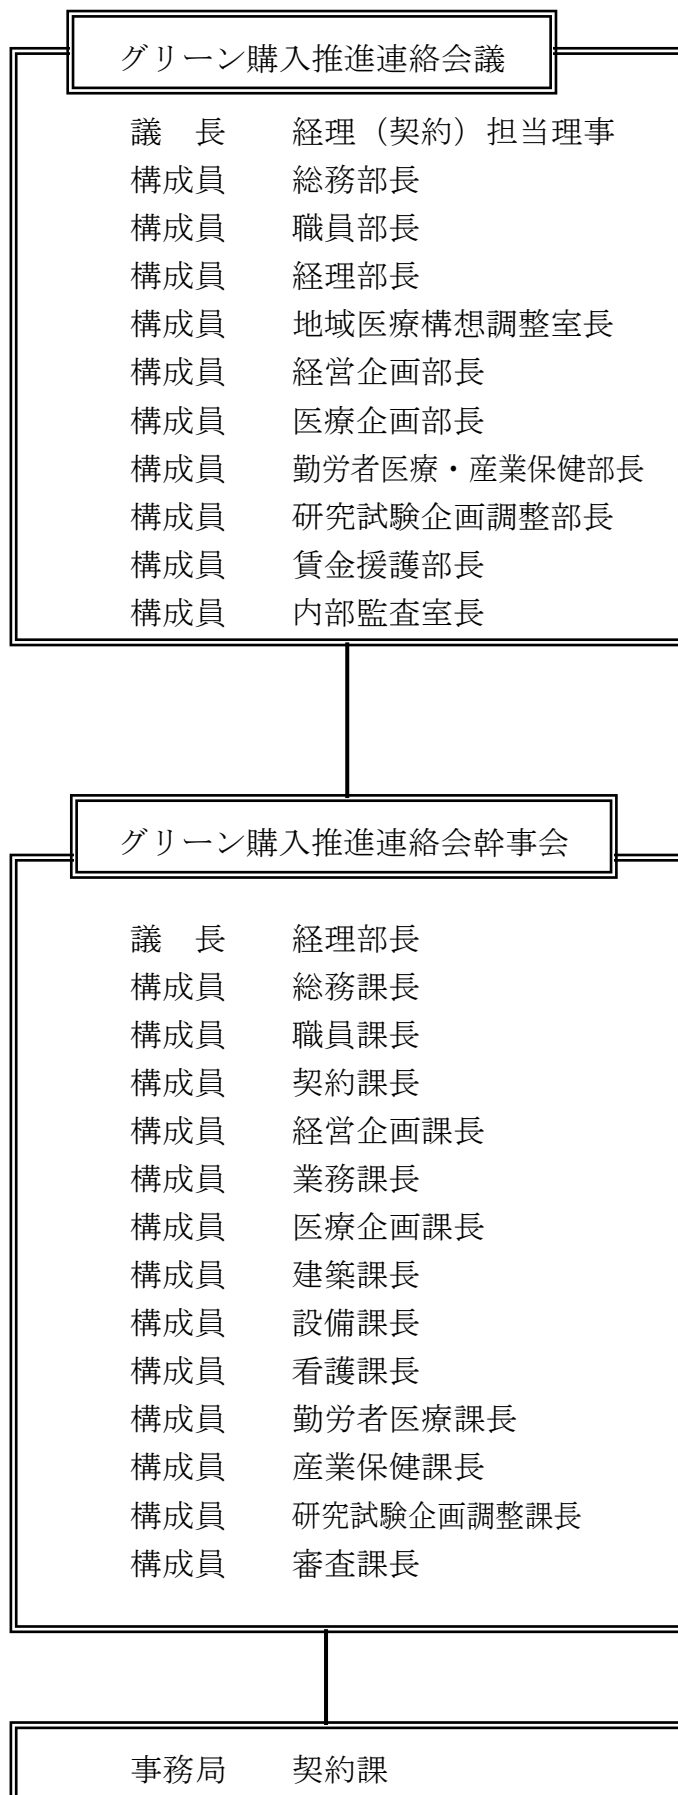 グリーン購入推進連絡会議
議　長　　経理（契約）担当理事
構成員　　総務部長
構成員　　職員部長
構成員　　経理部長
構成員　　地域医療構想調整室長
構成員　　経営企画部長
構成員　　医療企画部長
構成員　　勤労者医療・産業保健部長
構成員　　研究試験企画調整部長
構成員　　賃金援護部長
構成員　　内部監査室長
グリーン購入推進連絡会幹事会
議　長　　経理部長
構成員　　総務課長
構成員　　職員課長
構成員　　契約課長
構成員　　経営企画課長
構成員　　業務課長
構成員　　医療企画課長
構成員　　建築課長
構成員　　設備課長
構成員　　看護課長
構成員　　勤労者医療課長
構成員　　産業保健課長
構成員　　研究試験企画調整課長
構成員　　審査課長
事務局　　契約課